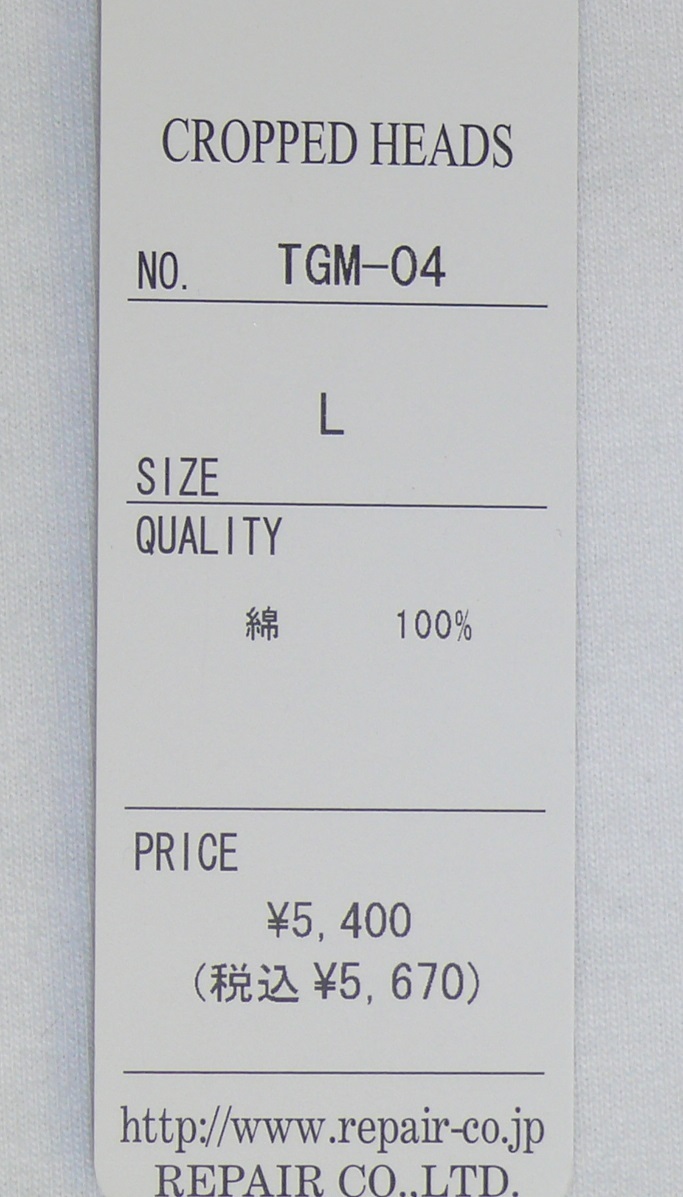 CROPPED HEADS
NO. TGM-04
L
SIZE
QUALITY
綿 100%
PRICE
¥5,400
(税込 ¥5,670)
http://www.repair-co.jp
REPAIR CO.,LTD.